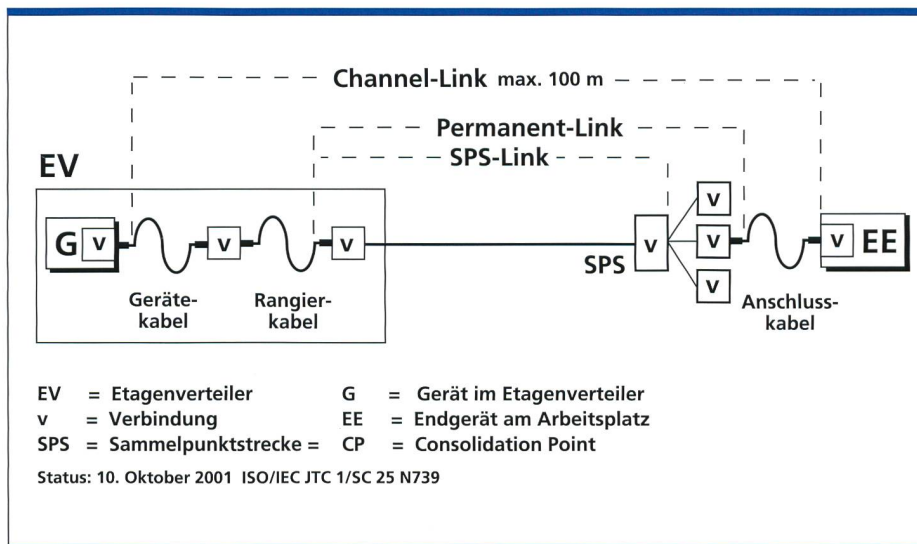 Channel-Link max. 100 m
Permanent-Link
SPS-Link
EV
G v v v v v v v v EE
SPS
Geräte-
kabel
Rangier-
kabel
Anschluss-
kabel
EV = Etagenverteiler G = Gerät im Etagenverteiler
v = Verbindung EE = Endgerät am Arbeitsplatz
SPS = Sammelpunktstrecke = CP = Consolidation Point
Status: 10. Oktober 2001 ISO/IEC JTC 1/SC 25 N739